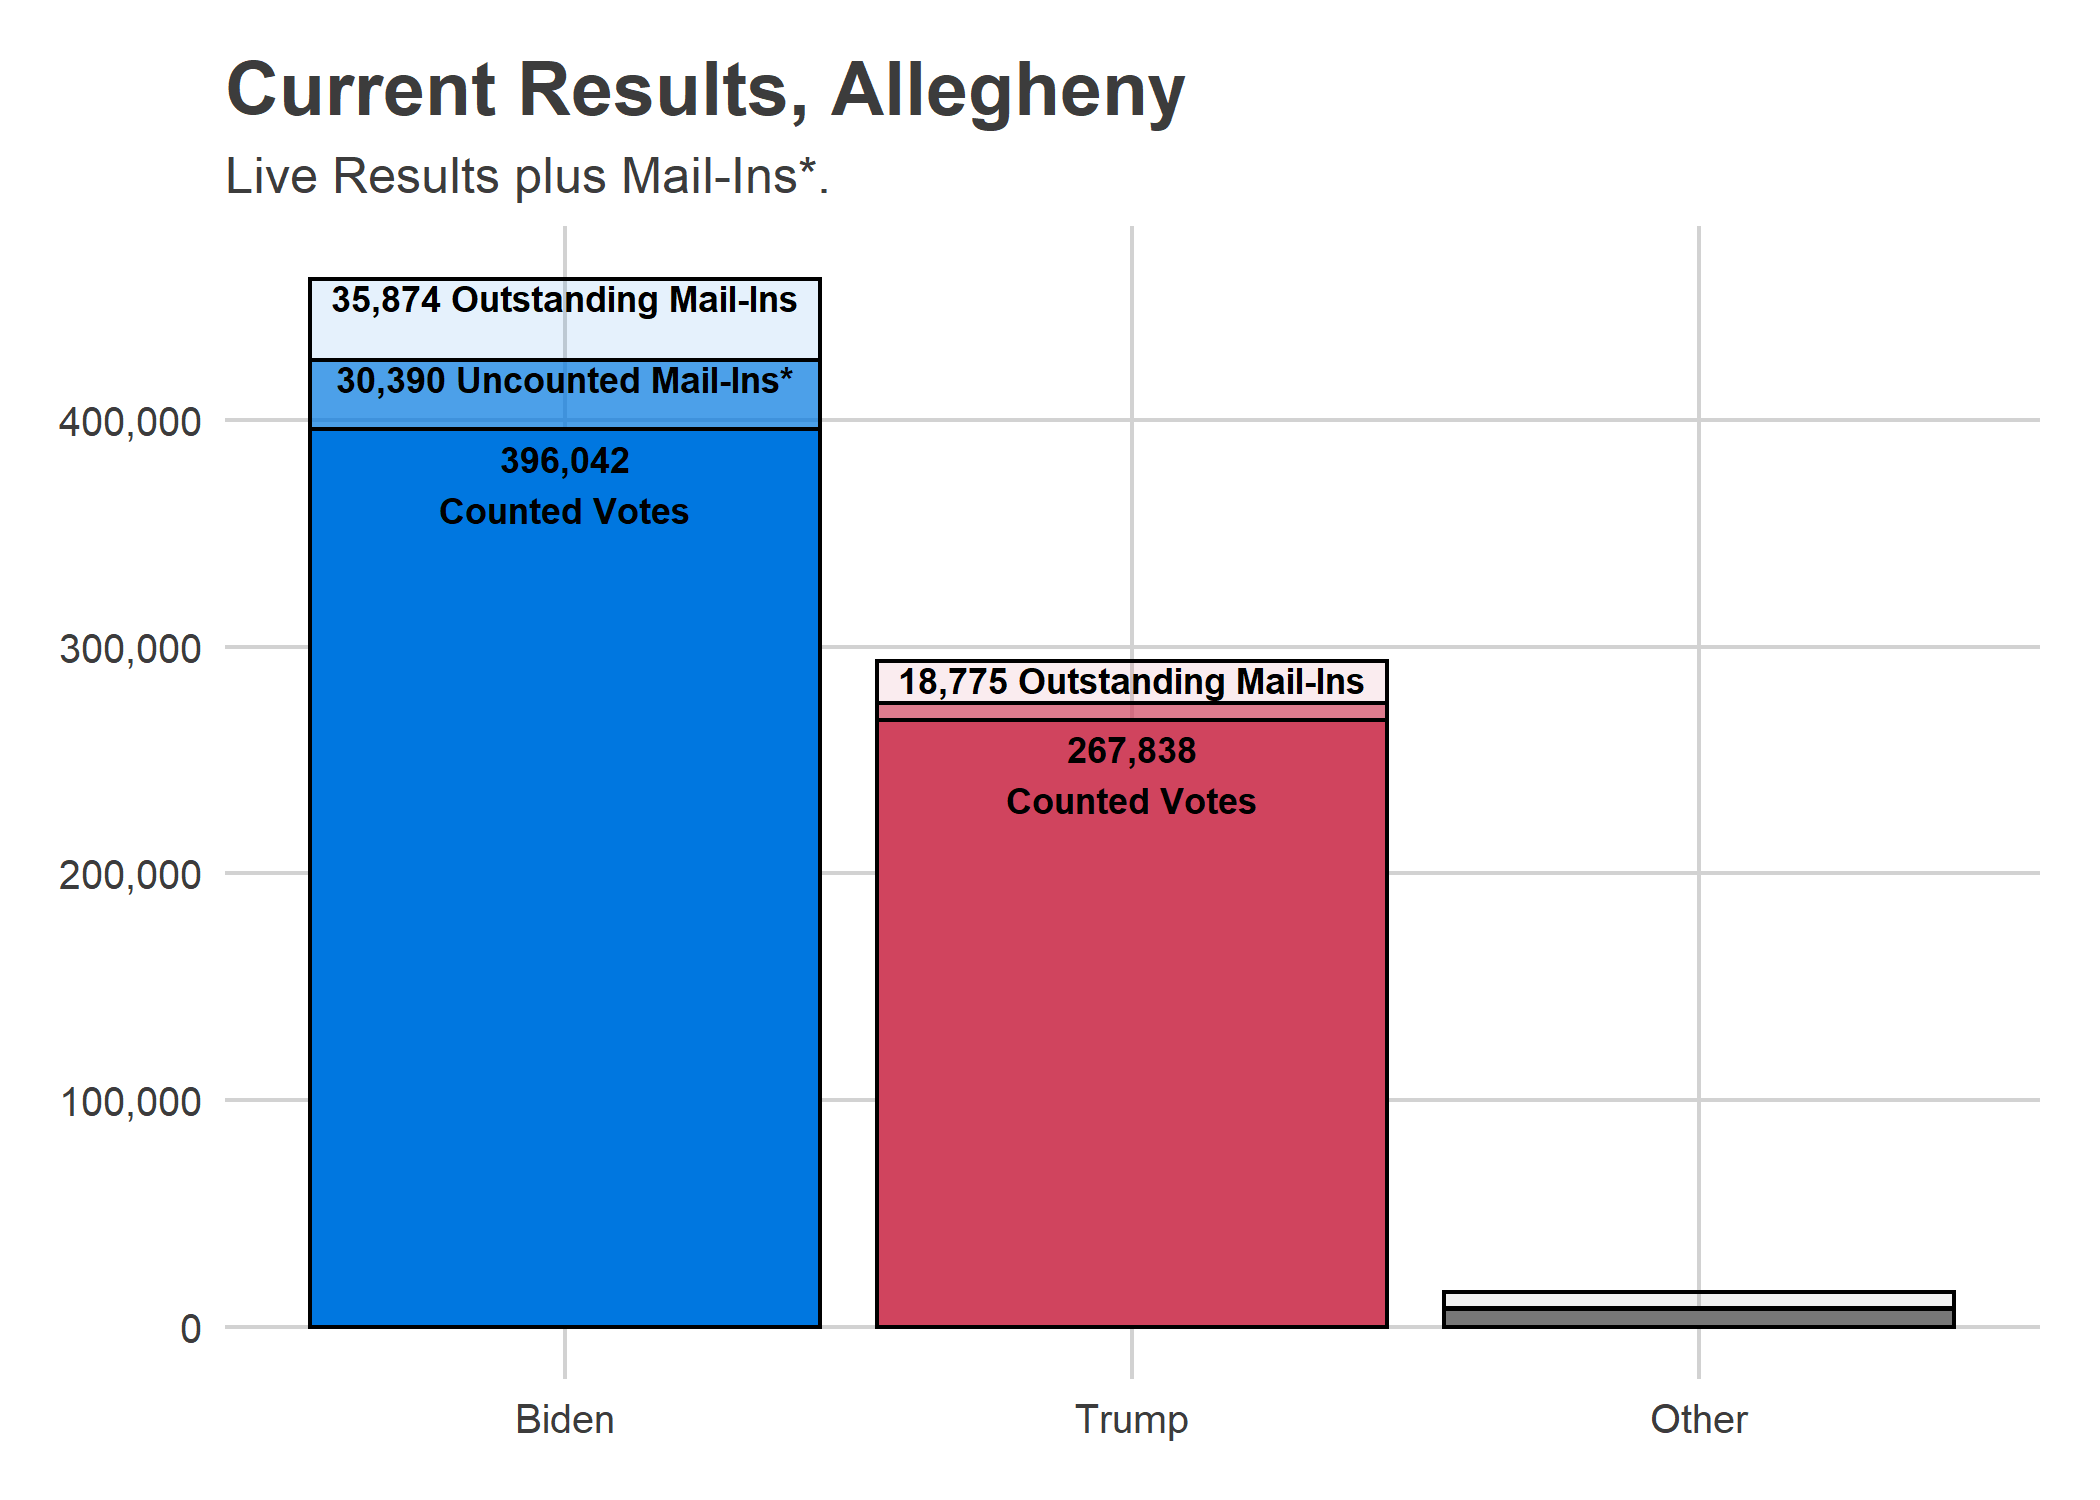 Current Results, Allegheny
Live Results plus Mail-Ins*.
35,874 Outstanding Mail-Ins
30,390 Uncounted Mail-Ins*
396,042
Counted Votes
18,775 Outstanding Mail-Ins
267,838
Counted Votes
400,000
300,000
200,000
100,000
0
Biden
Trump
Other